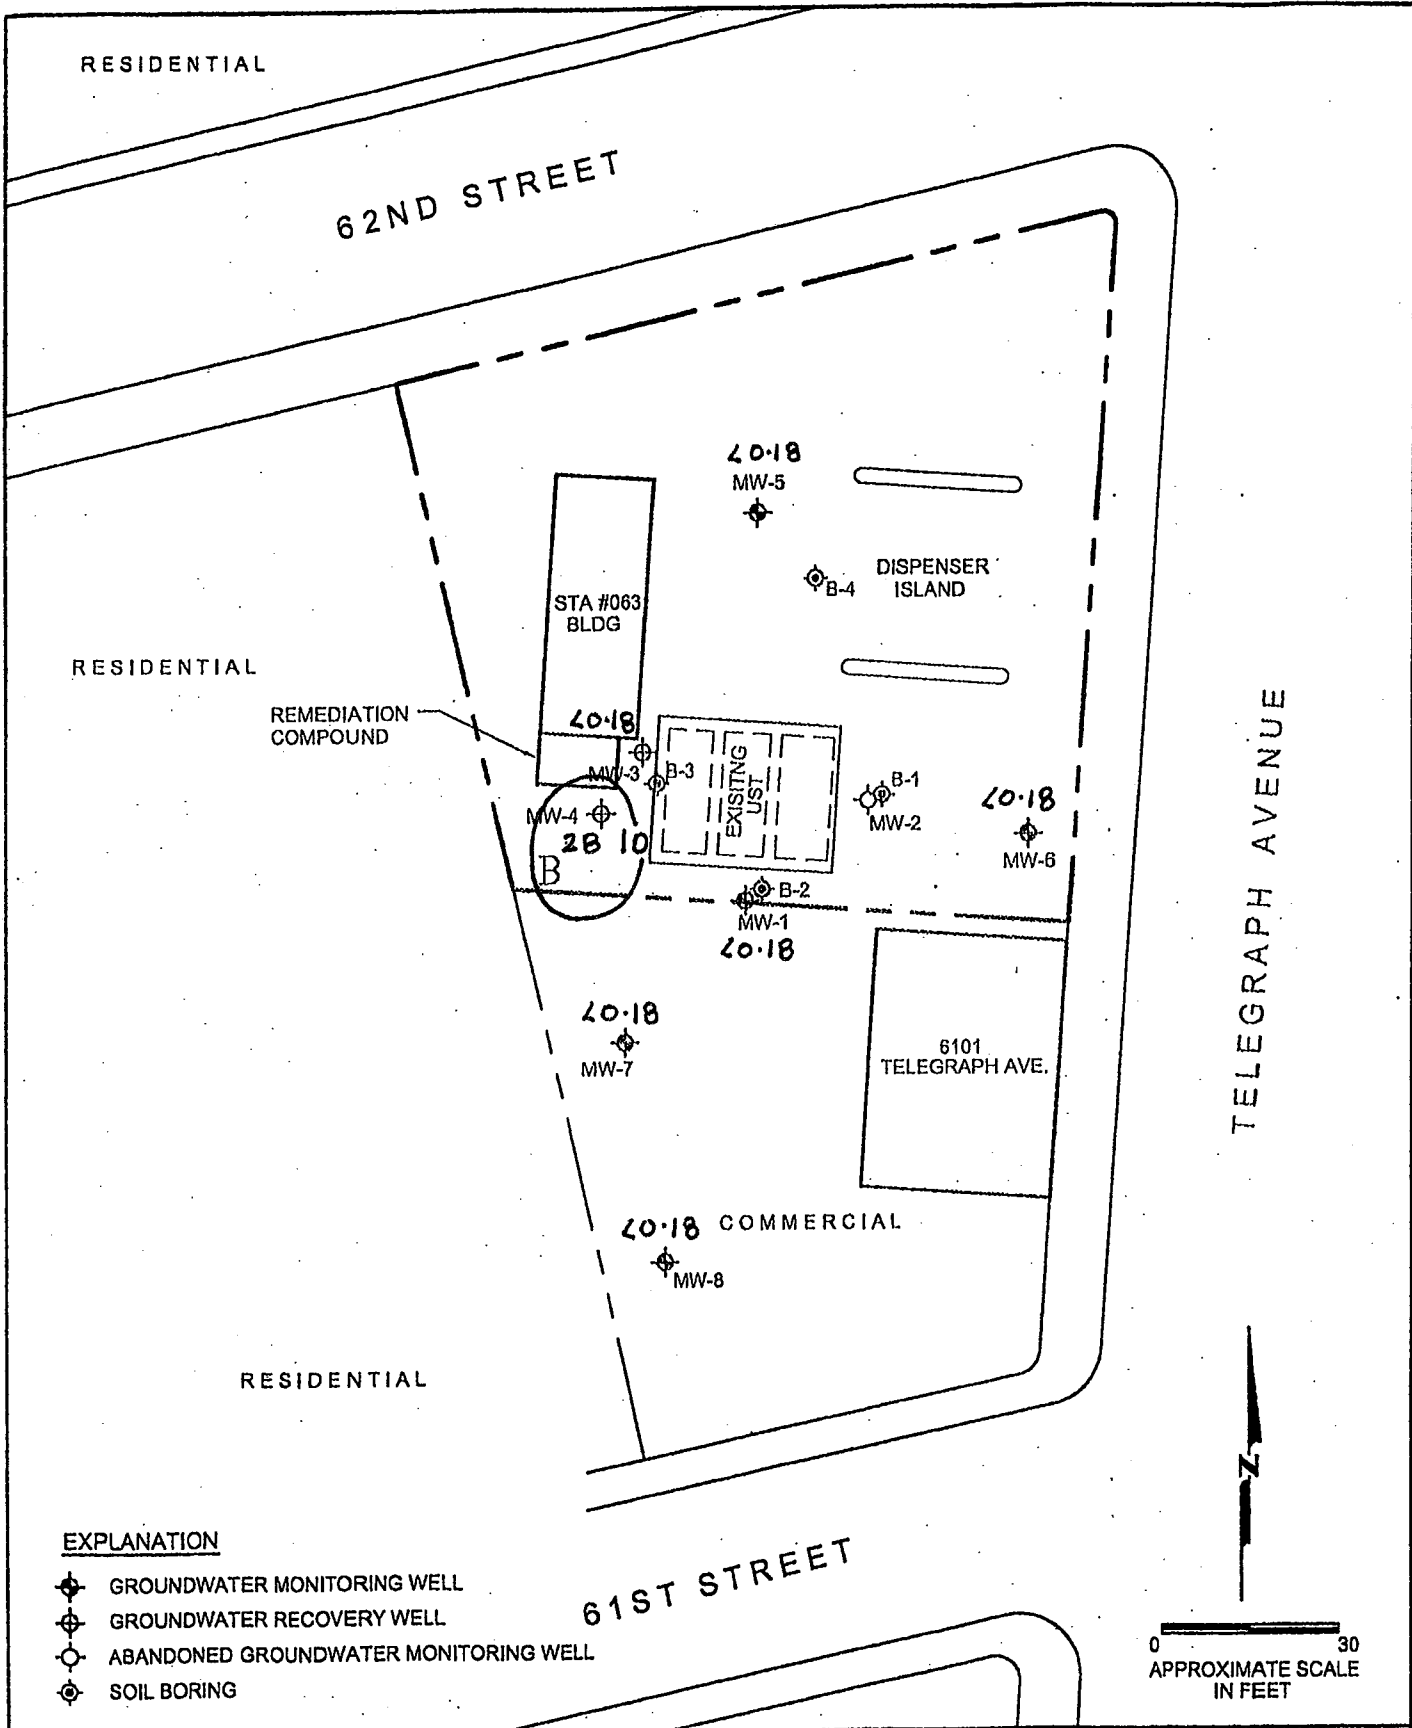 RESIDENTIAL
62ND STREET
<0.18
MW-5
DISPENSER
ISLAND
B-4
STA #063
BLDG
RESIDENTIAL
REMEDIATION
COMPOUND
<0.18
MW-3
B-3
EXISITNG
UST
B-1
MW-2
<0.18
MW-6
MW-4
28 10
B
B-2
MW-1
<0.18
TELEGRAPH AVENUE
<0.18
MW-7
6101
TELEGRAPH AVE.
<0.18
COMMERCIAL
MW-8
RESIDENTIAL
N
EXPLANATION
GROUNDWATER MONITORING WELL
GROUNDWATER RECOVERY WELL
ABANDONED GROUNDWATER MONITORING WELL
SOIL BORING
61ST STREET
0 30
APPROXIMATE SCALE
IN FEET